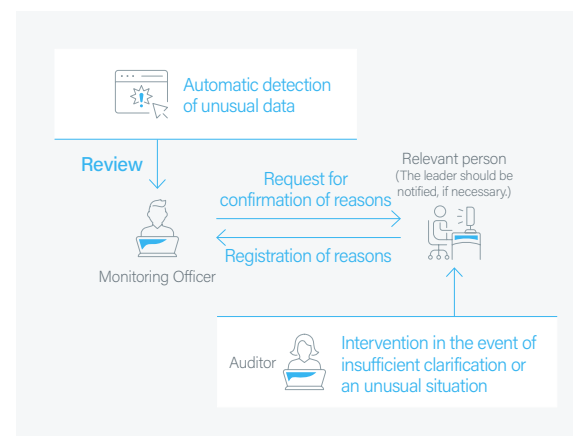 Automatic detection
of unusual data
Review
Relevant person
(The leader should be
notified, if necessary.)
Request for
confirmation of reasons
Registration of reasons
Monitoring Officer
Auditor
Intervention in the event of
insufficient clarification or
an unusual situation